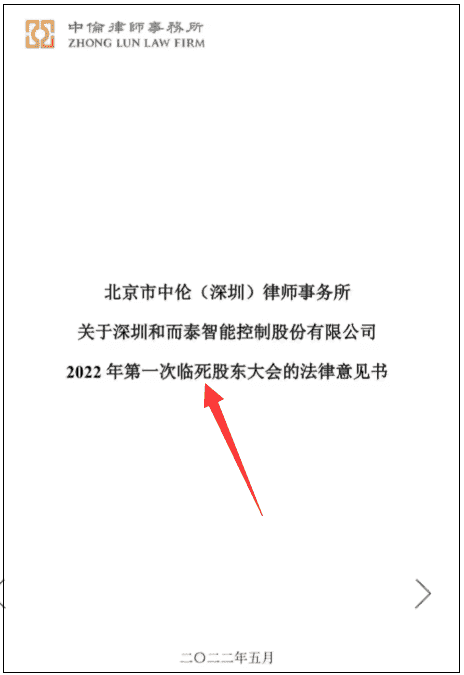 中倫律師事務所
ZHONG LUN LAW FIRM
北京市中伦（深圳）律师事务所
关于深圳和而泰智能控制股份有限公司
2022 年第一次临死股东大会的法律意见书
二〇二二年五月